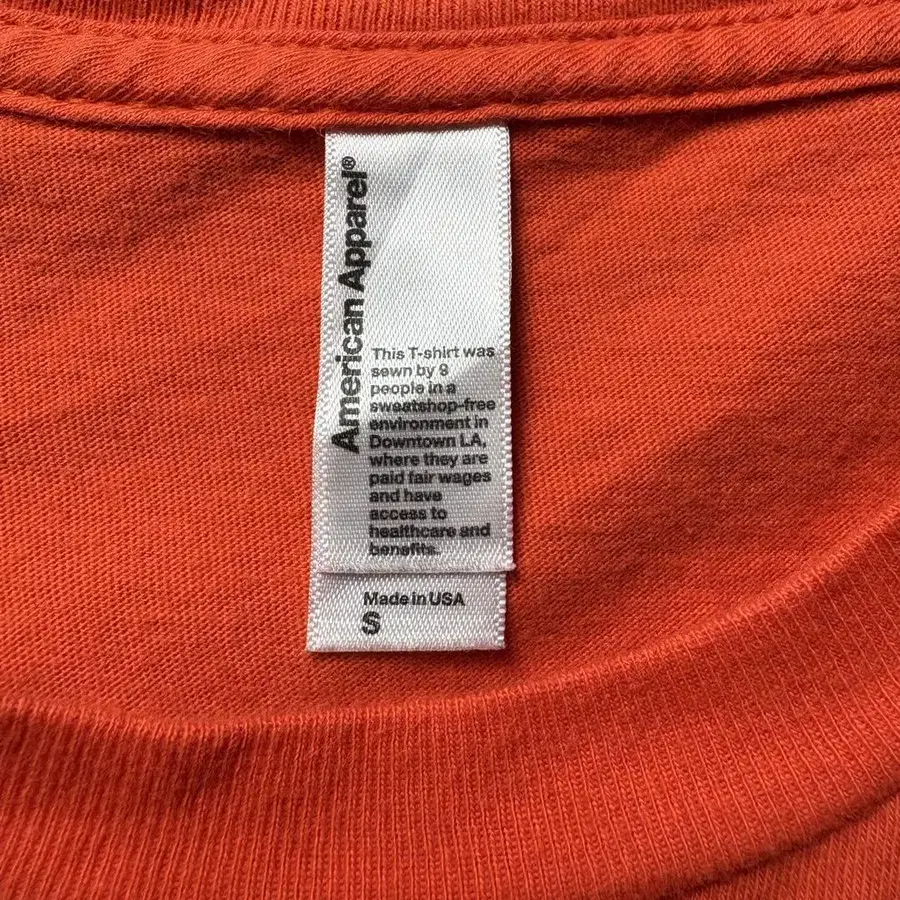 American Apparel®
This T-shirt was
sewn by 9
people in a
sweatshop-free
environment in
Downtown LA,
where they are
paid fair wages
and have
access to
healthcare and
benefits.
Made in USA
S